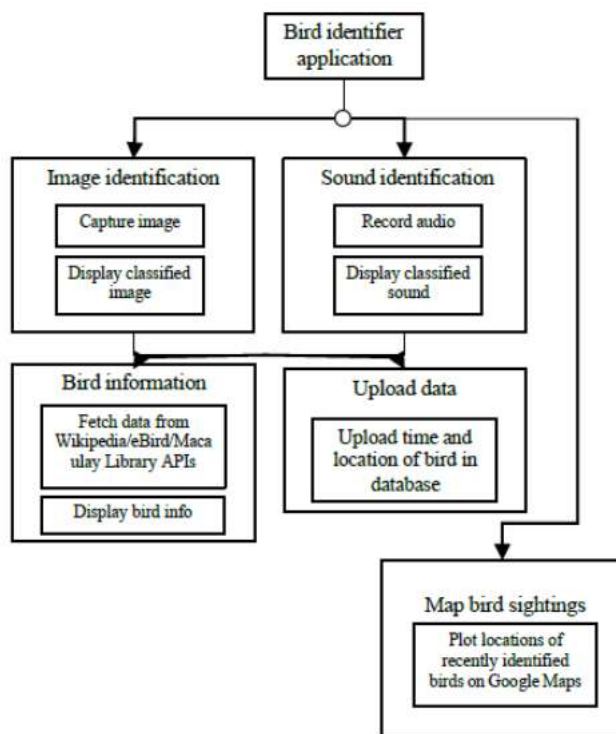 Bird identifier
application
Image identification
Capture image
Display classified
image
Sound identification
Record audio
Display classified
sound
Bird information
Fetch data from
Wikipedia/eBird/Maca
ulay Library APIs
Display bird info
Upload data
Upload time and
location of bird in
database
Map bird sightings
Plot locations of
recently identified
birds on Google Maps